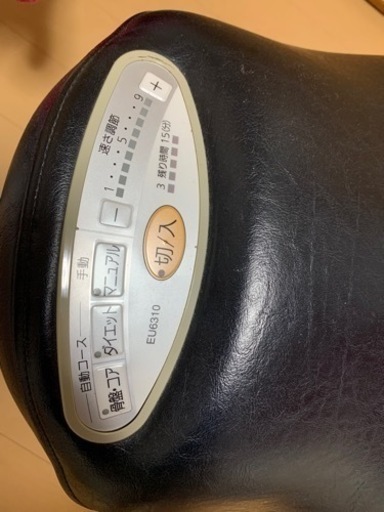 自動コース
手動
速さ調節
骨盤・コア
ダイエット
マニュアル
－
1・・・5・・・9
＋
切/入
3 残り時間 15(分)
EU6310